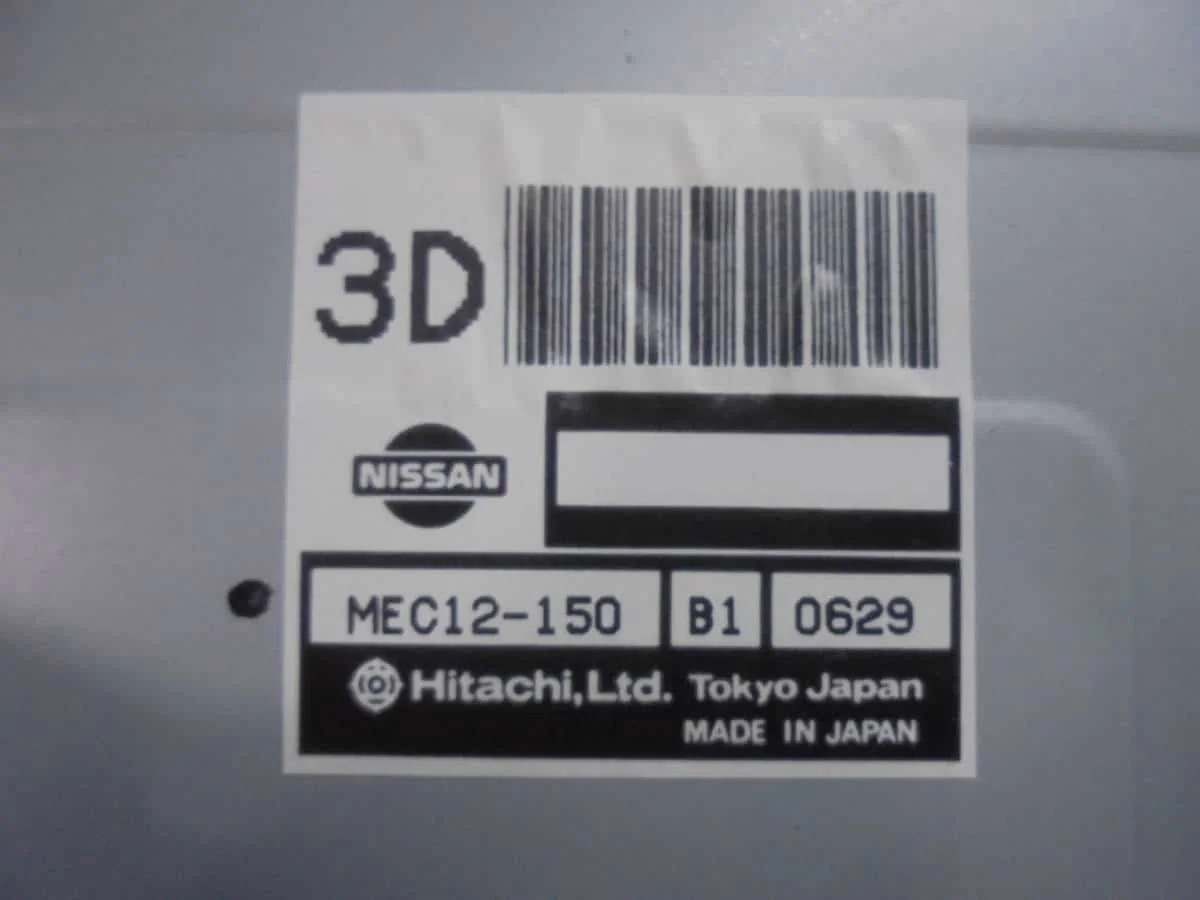 3D
NISSAN
MEC12-150 B1 0629
Hitachi,Ltd. Tokyo Japan
MADE IN JAPAN